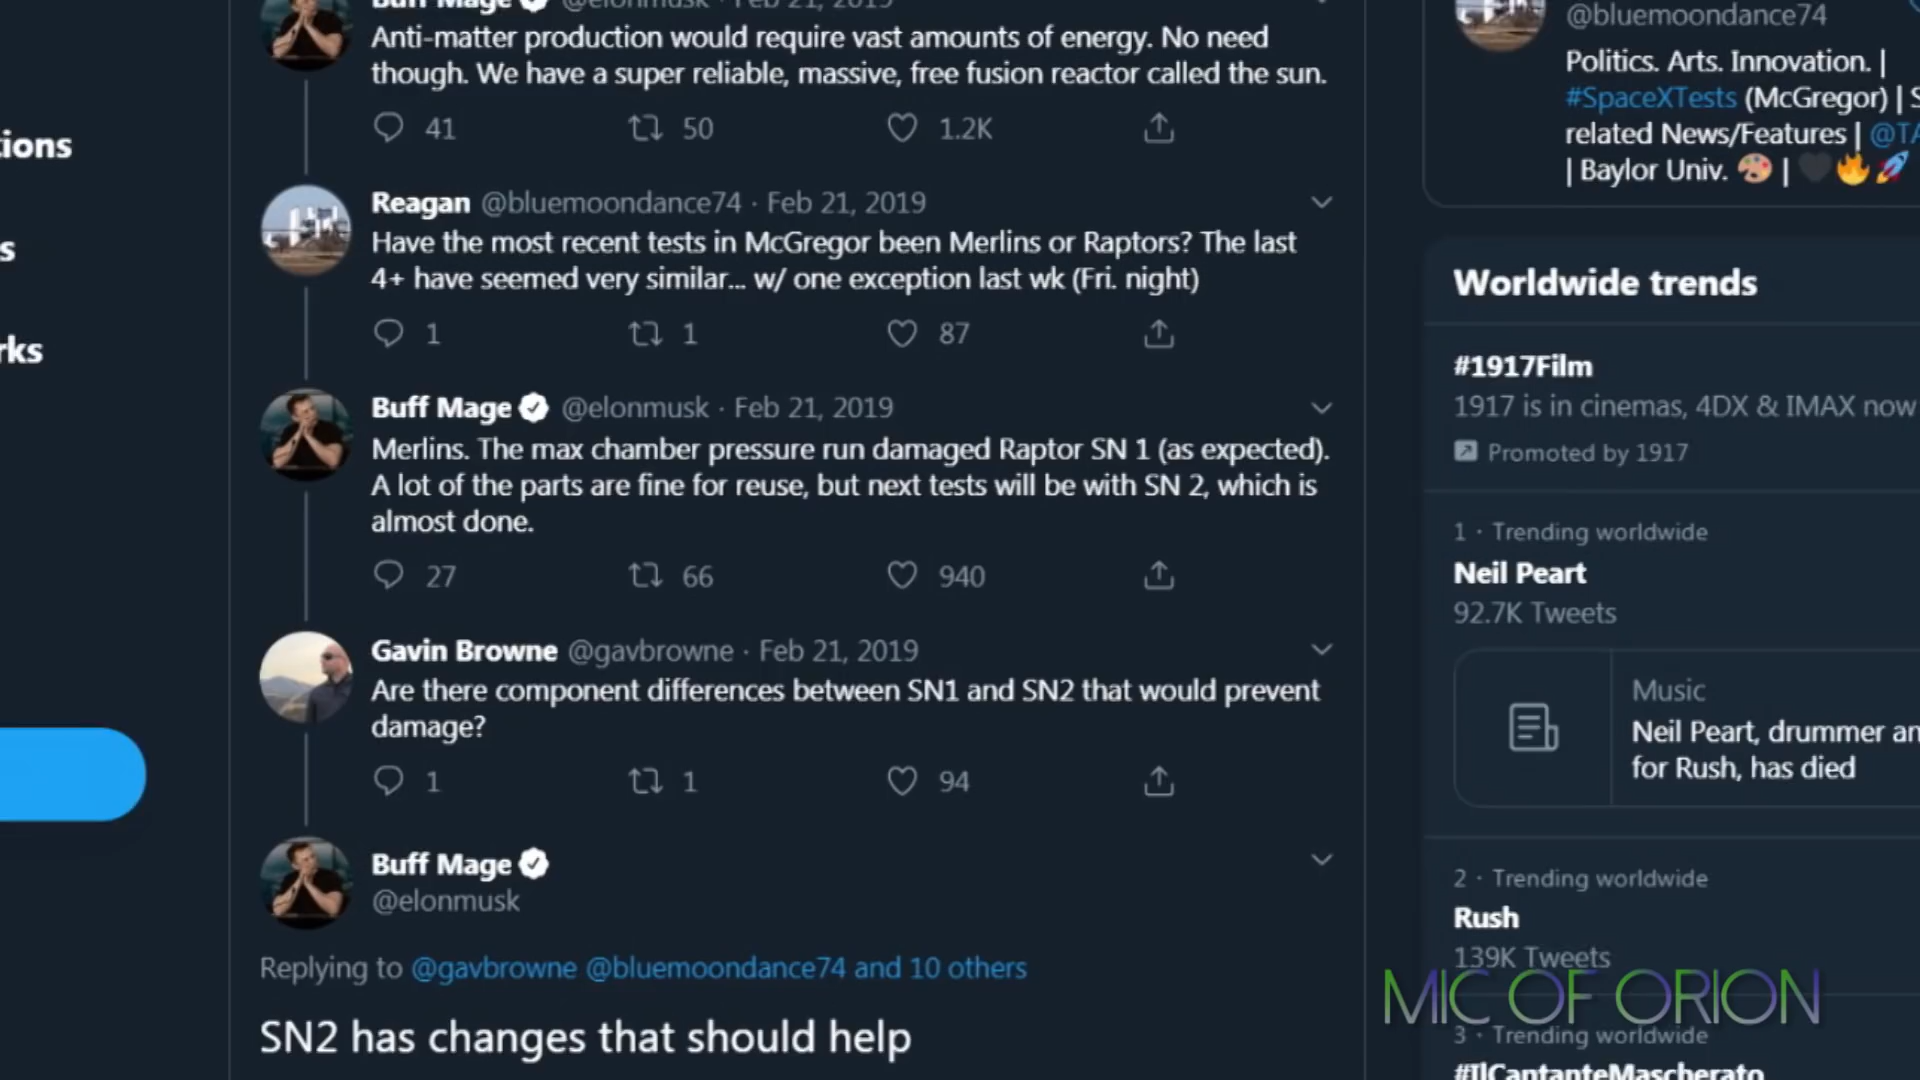 Buff Mage @elonmusk · Feb 21, 2019
Anti-matter production would require vast amounts of energy. No need
though. We have a super reliable, massive, free fusion reactor called the sun.
41 50 1.2K
Reagan @bluemoondance74 · Feb 21, 2019
Have the most recent tests in McGregor been Merlins or Raptors? The last
4+ have seemed very similar... w/ one exception last wk (Fri. night)
1 1 87
Buff Mage @elonmusk · Feb 21, 2019
Merlins. The max chamber pressure run damaged Raptor SN 1 (as expected).
A lot of the parts are fine for reuse, but next tests will be with SN 2, which is
almost done.
27 66 940
Gavin Browne @gavbrowne · Feb 21, 2019
Are there component differences between SN1 and SN2 that would prevent
damage?
1 1 94
Buff Mage
@elonmusk
Replying to @gavbrowne @bluemoondance74 and 10 others
SN2 has changes that should help
tions
s
rks
@bluemoondance74
Politics. Arts. Innovation. |
#SpaceXTests (McGregor) | S
related News/Features | @TA
| Baylor Univ. 🎨 | 🖤🔥🚀
Worldwide trends
#1917Film
1917 is in cinemas, 4DX & IMAX now
Promoted by 1917
1 · Trending worldwide
Neil Peart
92.7K Tweets
Music
Neil Peart, drummer an
for Rush, has died
2 · Trending worldwide
Rush
139K Tweets
MIC OF ORION
3 · Trending worldwide
#IlCantanteMascherato